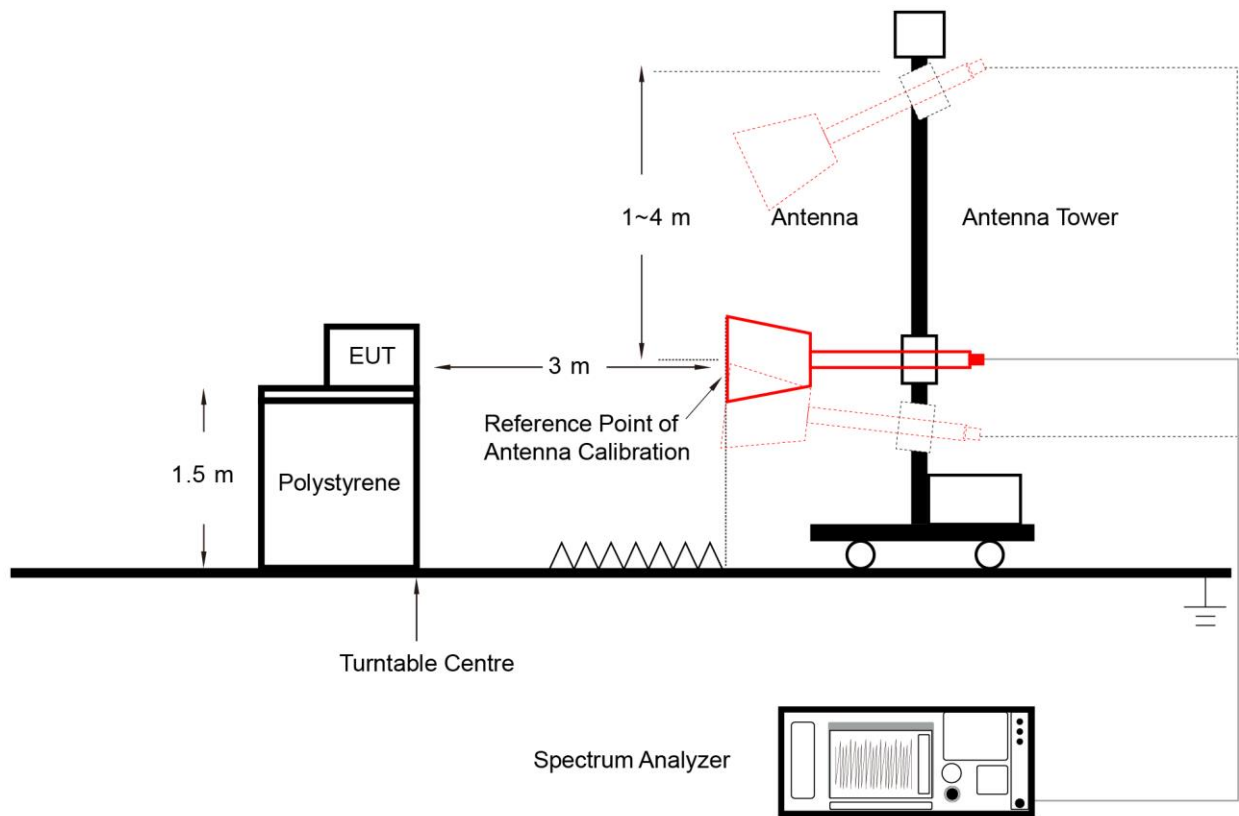 1~4 m
Antenna
Antenna Tower
EUT
3 m
Reference Point of
Antenna Calibration
1.5 m
Polystyrene
Turntable Centre
Spectrum Analyzer